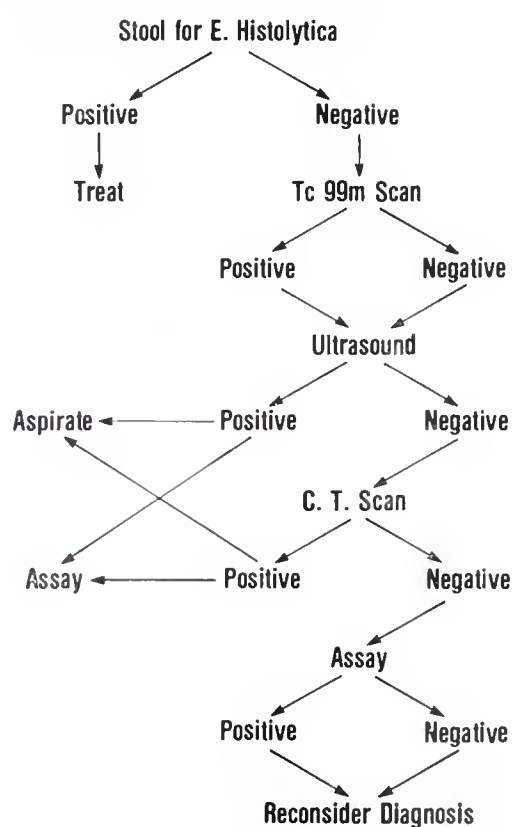 Stool for E. Histolytica
Positive Negative
Treat Tc 99m Scan
Positive Negative
Ultrasound
Aspirate Positive Negative
C. T. Scan
Assay Positive Negative
Assay
Positive Negative
Reconsider Diagnosis